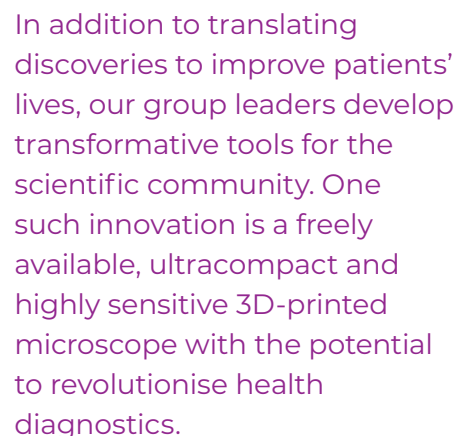 In addition to translating
discoveries to improve patients’
lives, our group leaders develop
transformative tools for the
scientific community. One
such innovation is a freely
available, ultracompact and
highly sensitive 3D-printed
microscope with the potential
to revolutionise health
diagnostics.